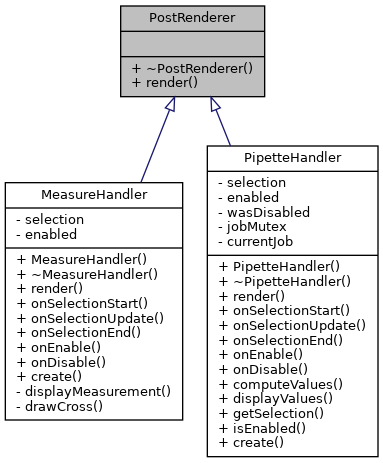 PostRenderer
+ ~PostRenderer()
+ render()
MeasureHandler
- selection
- enabled
+ MeasureHandler()
+ ~MeasureHandler()
+ render()
+ onSelectionStart()
+ onSelectionUpdate()
+ onSelectionEnd()
+ onEnable()
+ onDisable()
+ create()
- displayMeasurement()
- drawCross()
PipetteHandler
- selection
- enabled
- wasDisabled
- jobMutex
- currentJob
+ PipetteHandler()
+ ~PipetteHandler()
+ render()
+ onSelectionStart()
+ onSelectionUpdate()
+ onSelectionEnd()
+ onEnable()
+ onDisable()
+ computeValues()
+ displayValues()
+ getSelection()
+ isEnabled()
+ create()